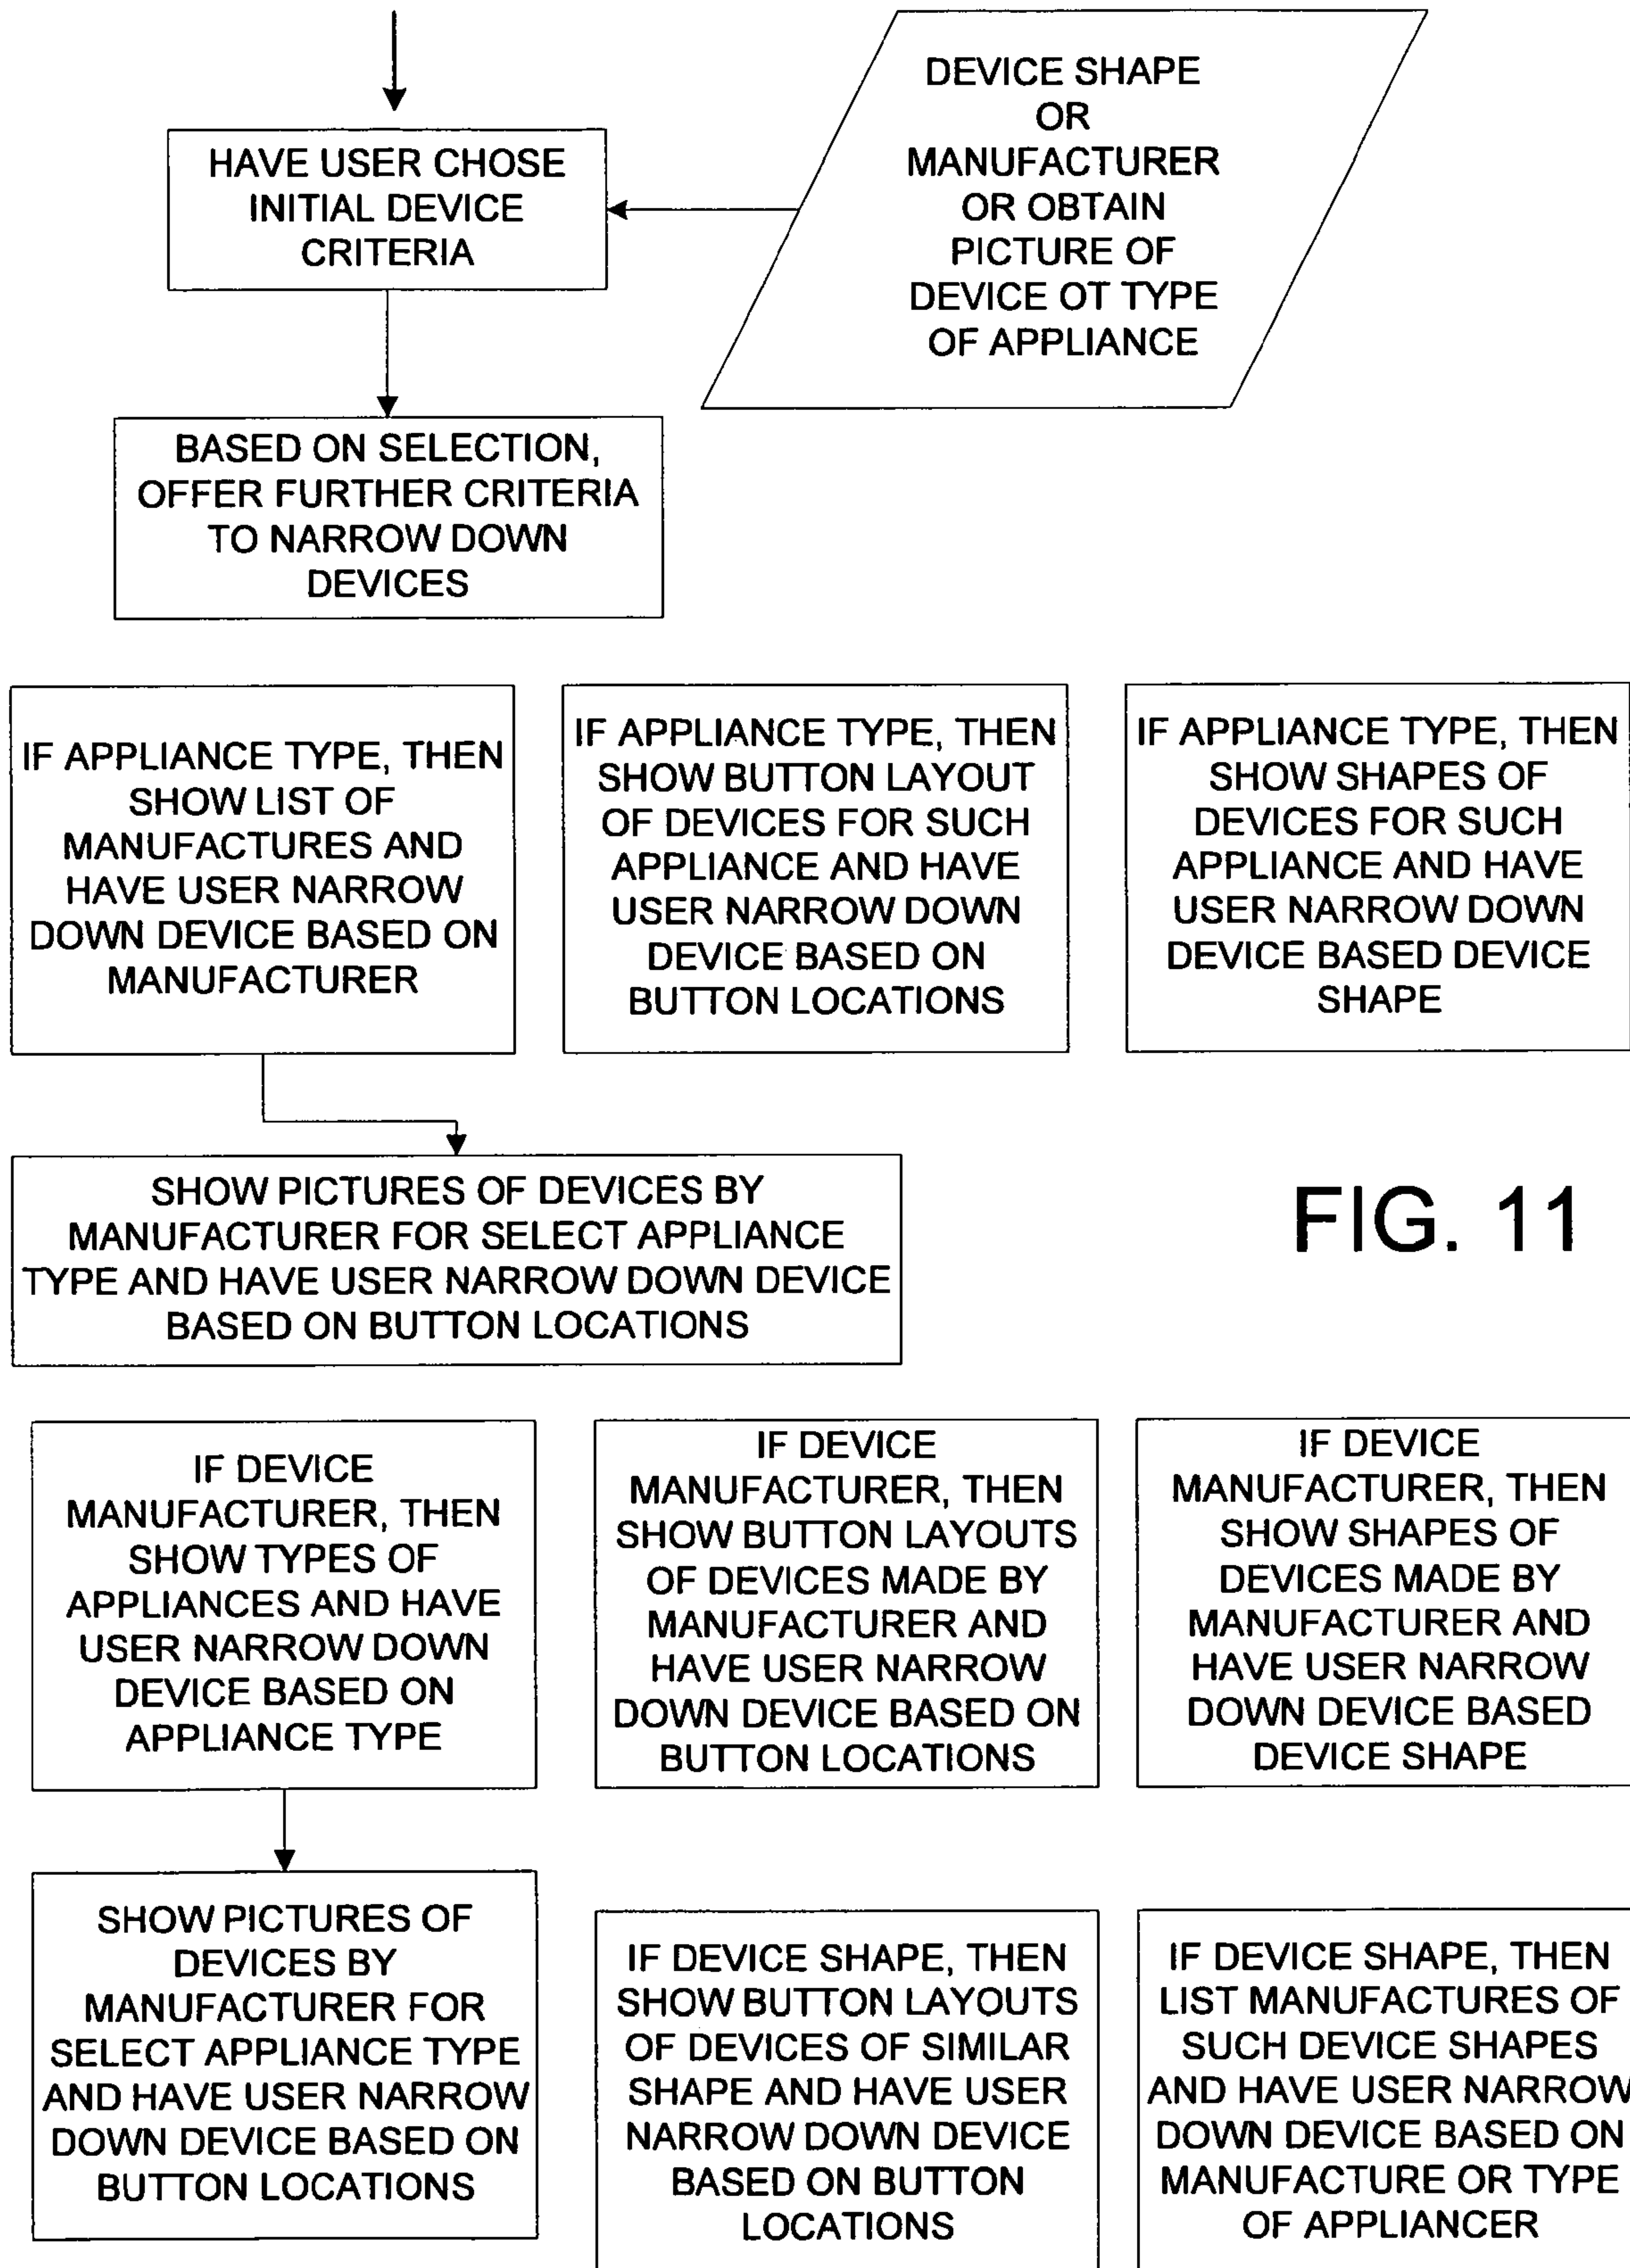 HAVE USER CHOSE
INITIAL DEVICE
CRITERIA
DEVICE SHAPE
OR
MANUFACTURER
OR OBTAIN
PICTURE OF
DEVICE OT TYPE
OF APPLIANCE
BASED ON SELECTION,
OFFER FURTHER CRITERIA
TO NARROW DOWN
DEVICES
IF APPLIANCE TYPE, THEN
SHOW LIST OF
MANUFACTURES AND
HAVE USER NARROW
DOWN DEVICE BASED ON
MANUFACTURER
IF APPLIANCE TYPE, THEN
SHOW BUTTON LAYOUT
OF DEVICES FOR SUCH
APPLIANCE AND HAVE
USER NARROW DOWN
DEVICE BASED ON
BUTTON LOCATIONS
IF APPLIANCE TYPE, THEN
SHOW SHAPES OF
DEVICES FOR SUCH
APPLIANCE AND HAVE
USER NARROW DOWN
DEVICE BASED DEVICE
SHAPE
SHOW PICTURES OF DEVICES BY
MANUFACTURER FOR SELECT APPLIANCE
TYPE AND HAVE USER NARROW DOWN DEVICE
BASED ON BUTTON LOCATIONS
FIG. 11
IF DEVICE
MANUFACTURER, THEN
SHOW TYPES OF
APPLIANCES AND HAVE
USER NARROW DOWN
DEVICE BASED ON
APPLIANCE TYPE
IF DEVICE
MANUFACTURER, THEN
SHOW BUTTON LAYOUTS
OF DEVICES MADE BY
MANUFACTURER AND
HAVE USER NARROW
DOWN DEVICE BASED ON
BUTTON LOCATIONS
IF DEVICE
MANUFACTURER, THEN
SHOW SHAPES OF
DEVICES MADE BY
MANUFACTURER AND
HAVE USER NARROW
DOWN DEVICE BASED
DEVICE SHAPE
SHOW PICTURES OF
DEVICES BY
MANUFACTURER FOR
SELECT APPLIANCE TYPE
AND HAVE USER NARROW
DOWN DEVICE BASED ON
BUTTON LOCATIONS
IF DEVICE SHAPE, THEN
SHOW BUTTON LAYOUTS
OF DEVICES OF SIMILAR
SHAPE AND HAVE USER
NARROW DOWN DEVICE
BASED ON BUTTON
LOCATIONS
IF DEVICE SHAPE, THEN
LIST MANUFACTURES OF
SUCH DEVICE SHAPES
AND HAVE USER NARROW
DOWN DEVICE BASED ON
MANUFACTURE OR TYPE
OF APPLIANCER